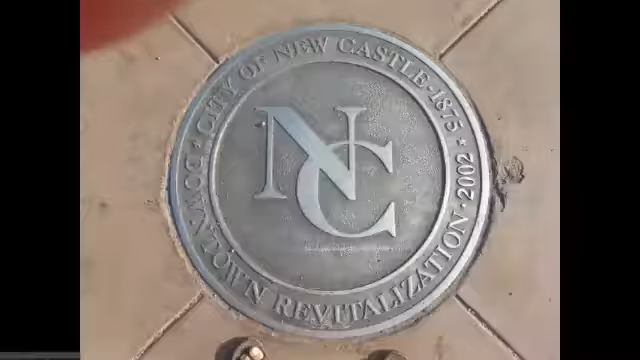 CITY OF NEW CASTLE · 1875 ★ 2002
DOWNTOWN REVITALIZATION
NC